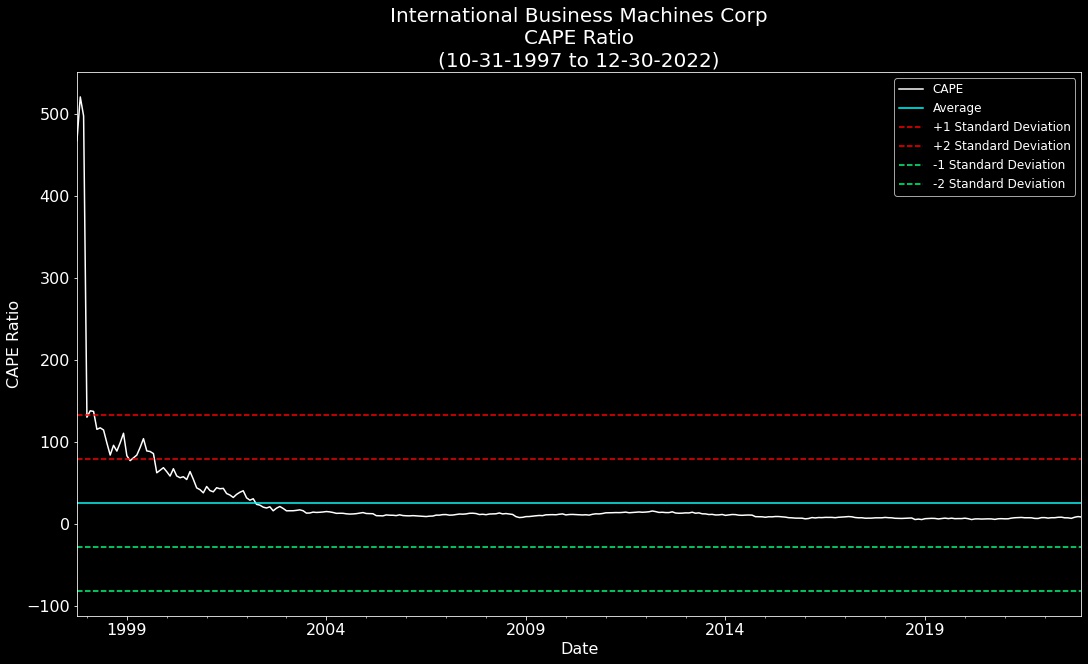 International Business Machines Corp
CAPE Ratio
(10-31-1997 to 12-30-2022)
CAPE
Average
+1 Standard Deviation
+2 Standard Deviation
-1 Standard Deviation
-2 Standard Deviation
CAPE Ratio
500
400
300
200
100
0
−100
1999
2004
2009
2014
2019
Date